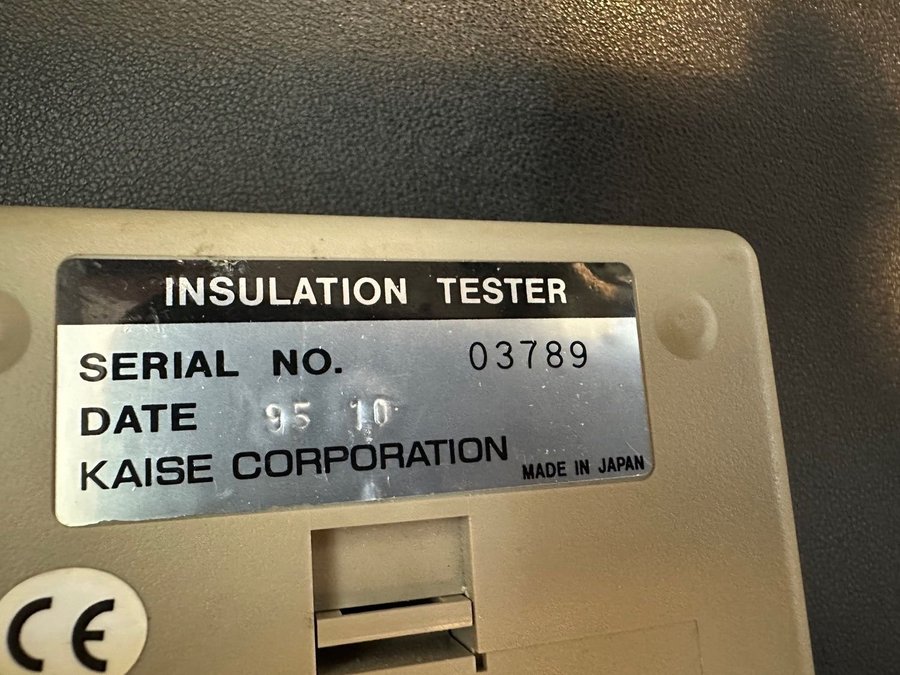 INSULATION TESTER
SERIAL NO. 03789
DATE 95 10
KAISE CORPORATION MADE IN JAPAN
CE